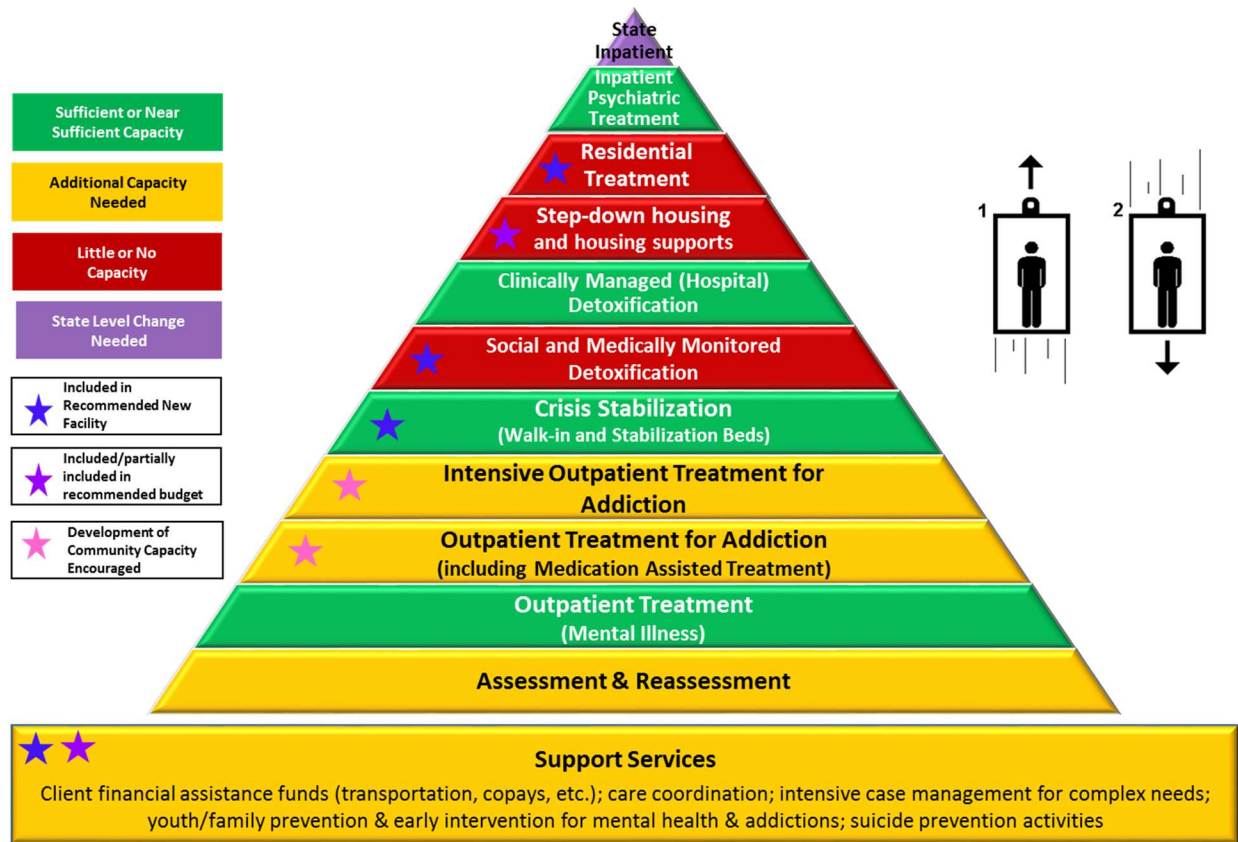 State
Inpatient
Inpatient
Psychiatric
Treatment
Residential
Treatment
Step-down housing
and housing supports
Clinically Managed (Hospital)
Detoxification
Social and Medically Monitored
Detoxification
Crisis Stabilization
(Walk-in and Stabilization Beds)
Intensive Outpatient Treatment for
Addiction
Outpatient Treatment for Addiction
(including Medication Assisted Treatment)
Outpatient Treatment
(Mental Illness)
Assessment & Reassessment
Sufficient or Near
Sufficient Capacity
Additional Capacity
Needed
Little or No
Capacity
State Level Change
Needed
Included in
Recommended New
Facility
Included/partially
included in
recommended budget
Development of
Community Capacity
Encouraged
1
2
Support Services
Client financial assistance funds (transportation, copays, etc.); care coordination; intensive case management for complex needs;
youth/family prevention & early intervention for mental health & addictions; suicide prevention activities